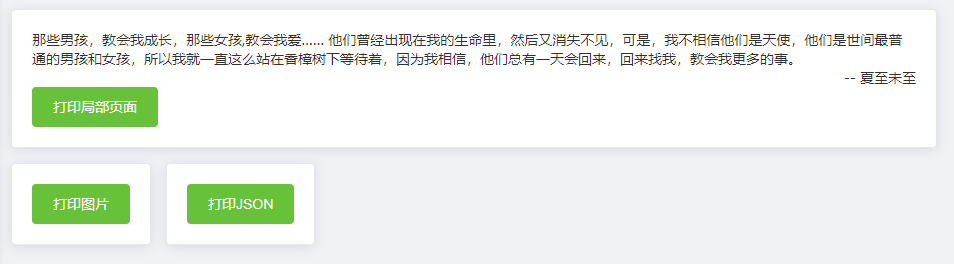 那些男孩，教会我成长，那些女孩,教会我爱...... 他们曾经出现在我的生命里，然后又消失不见，可是，我不相信他们是天使，他们是世间最普
通的男孩和女孩，所以我就一直这么站在香樟树下等待着，因为我相信，他们总有一天会回来，回来找我，教会我更多的事。
-- 夏至未至
打印局部页面
打印图片
打印JSON